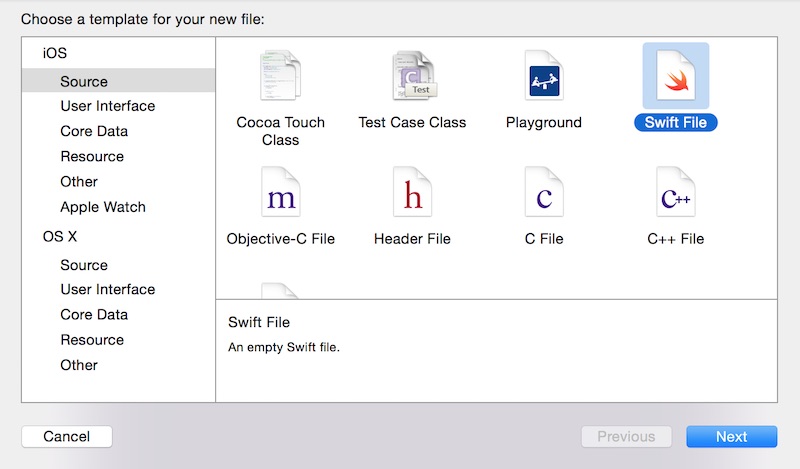 Choose a template for your new file:
iOS
Source
User Interface
Core Data
Resource
Other
Apple Watch
OS X
Source
User Interface
Core Data
Resource
Other
Cocoa Touch
Class
Test
Test Case Class
Playground
Swift File
m
Objective-C File
h
Header File
c
C File
c++
C++ File
Swift File
An empty Swift file.
Cancel
Previous
Next